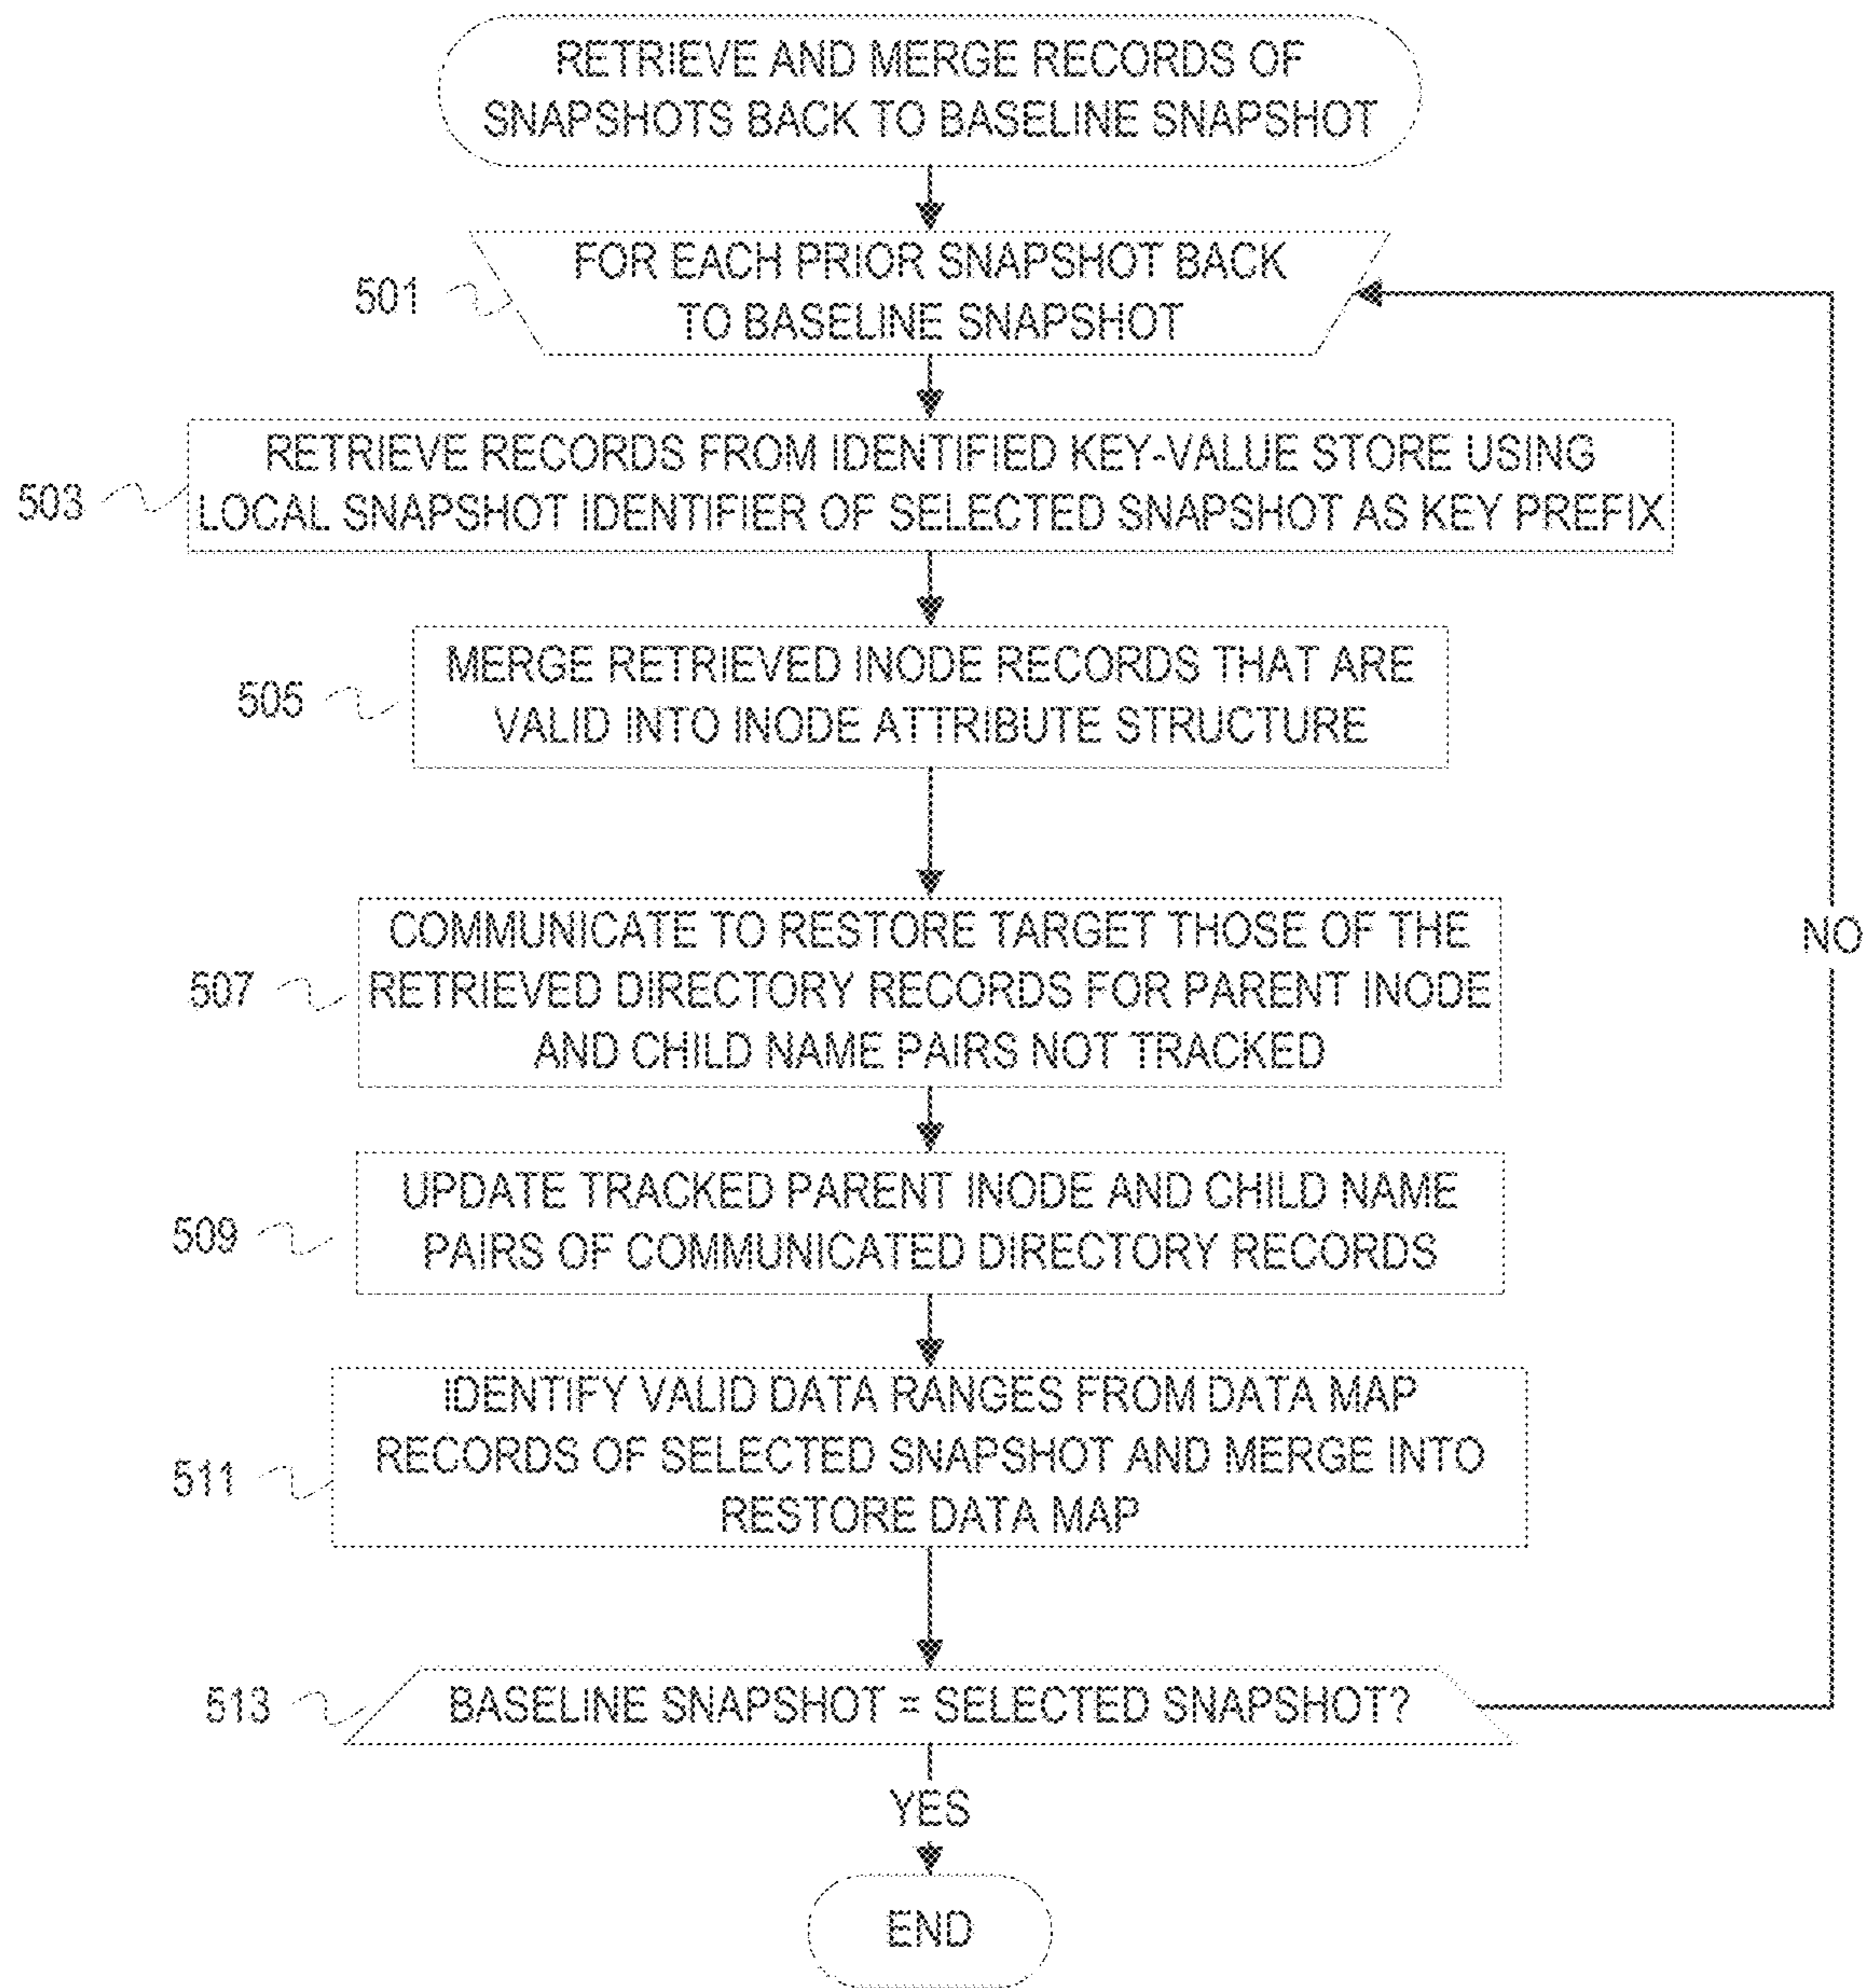 RETRIEVE AND MERGE RECORDS OF
SNAPSHOTS BACK TO BASELINE SNAPSHOT
501
FOR EACH PRIOR SNAPSHOT BACK
TO BASELINE SNAPSHOT
503
RETRIEVE RECORDS FROM IDENTIFIED KEY-VALUE STORE USING
LOCAL SNAPSHOT IDENTIFIER OF SELECTED SNAPSHOT AS KEY PREFIX
505
MERGE RETRIEVED INODE RECORDS THAT ARE
VALID INTO INODE ATTRIBUTE STRUCTURE
507
COMMUNICATE TO RESTORE TARGET THOSE OF THE
RETRIEVED DIRECTORY RECORDS FOR PARENT INODE
AND CHILD NAME PAIRS NOT TRACKED
NO
509
UPDATE TRACKED PARENT INODE AND CHILD NAME
PAIRS OF COMMUNICATED DIRECTORY RECORDS
511
IDENTIFY VALID DATA RANGES FROM DATA MAP
RECORDS OF SELECTED SNAPSHOT AND MERGE INTO
RESTORE DATA MAP
513
BASELINE SNAPSHOT = SELECTED SNAPSHOT?
YES
END